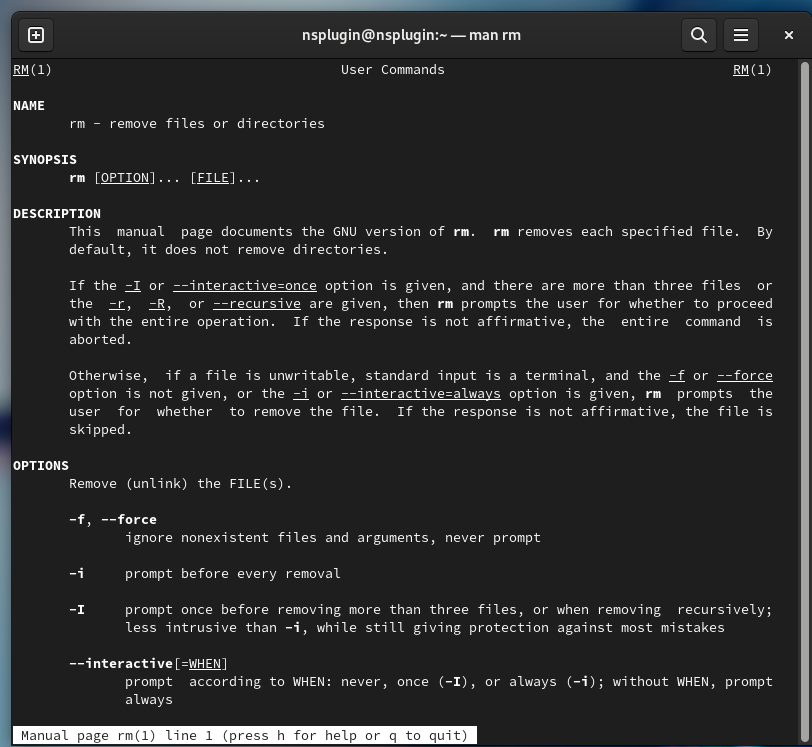 nsplugin@nsplugin:~ — man rm
RM(1) User Commands RM(1)
NAME
rm - remove files or directories
SYNOPSIS
rm [OPTION]... [FILE]...
DESCRIPTION
This manual page documents the GNU version of rm. rm removes each specified file. By
default, it does not remove directories.
If the -I or --interactive=once option is given, and there are more than three files or
the -r, -R, or --recursive are given, then rm prompts the user for whether to proceed
with the entire operation. If the response is not affirmative, the entire command is
aborted.
Otherwise, if a file is unwritable, standard input is a terminal, and the -f or --force
option is not given, or the -i or --interactive=always option is given, rm prompts the
user for whether to remove the file. If the response is not affirmative, the file is
skipped.
OPTIONS
Remove (unlink) the FILE(s).
-f, --force
ignore nonexistent files and arguments, never prompt
-i prompt before every removal
-I prompt once before removing more than three files, or when removing recursively;
less intrusive than -i, while still giving protection against most mistakes
--interactive[=WHEN]
prompt according to WHEN: never, once (-I), or always (-i); without WHEN, prompt
always
Manual page rm(1) line 1 (press h for help or q to quit)